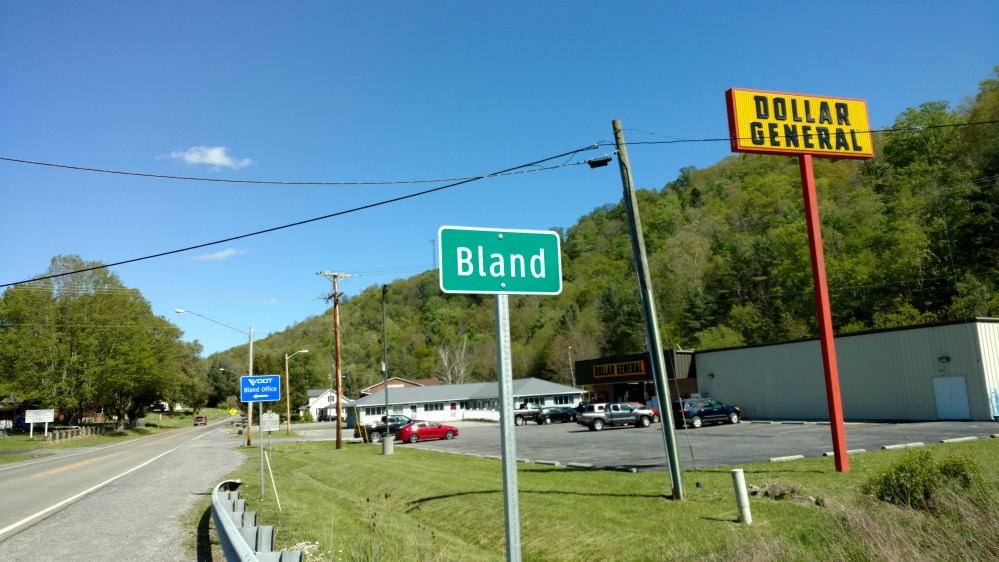 DOLLAR
GENERAL
Bland
DOLLAR GENERAL
VDOT
Bland Office